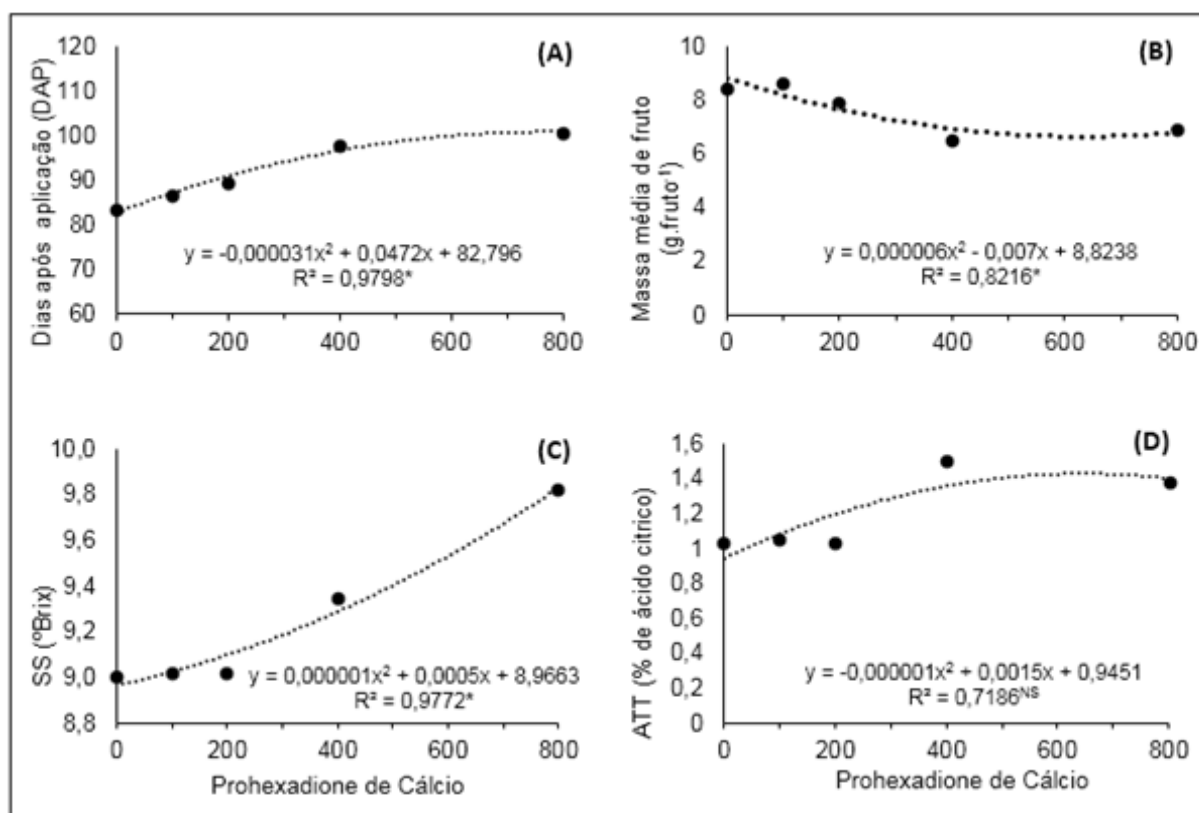 (A)
Dias após aplicação (DAP)
120
110
100
90
80
70
60
y = -0,000031x² + 0,0472x + 82,796
R² = 0,9798*
0 200 400 600 800
(B)
Massa média de fruto
(g.fruto⁻¹)
10
8
6
4
2
0
y = 0,000006x² - 0,007x + 8,8238
R² = 0,8216*
0 200 400 600 800
(C)
SS (ºBrix)
10,0
9,8
9,6
9,4
9,2
9,0
8,8
y = 0,000001x² + 0,0005x + 8,9663
R² = 0,9772*
0 200 400 600 800
Prohexadione de Cálcio
(D)
ATT (% de ácido citrico)
1,6
1,4
1,2
1
0,8
0,6
0,4
0,2
0
y = -0,000001x² + 0,0015x + 0,9451
R² = 0,7186ᴺˢ
0 200 400 600 800
Prohexadione de Cálcio